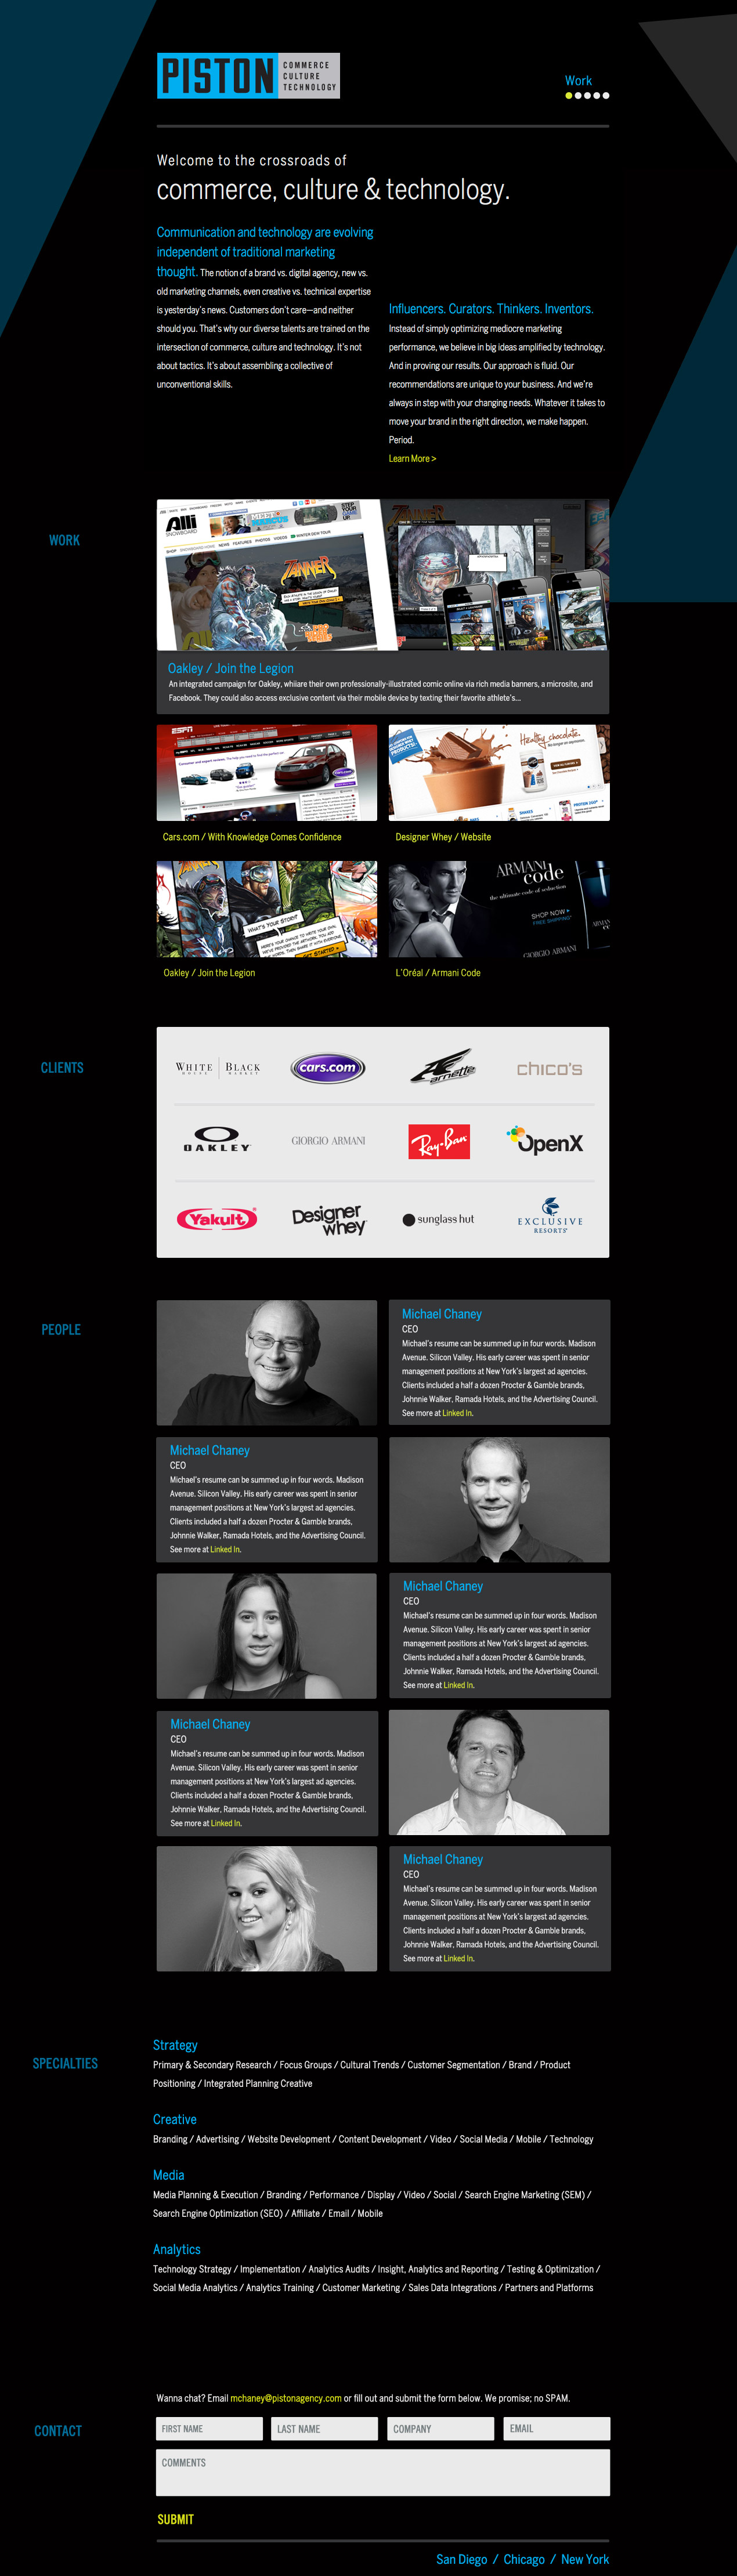 PISTON
COMMERCE
CULTURE
TECHNOLOGY
Work
Welcome to the crossroads of
commerce, culture & technology.
Communication and technology are evolving
independent of traditional marketing
thought. The notion of a brand vs. digital agency, new vs.
old marketing channels, even creative vs. technical expertise
is yesterday's news. Customers don't care—and neither
should you. That's why our diverse talents are trained on the
intersection of commerce, culture and technology. It's not
about tactics. It's about assembling a collective of
unconventional skills.
Influencers. Curators. Thinkers. Inventors.
Instead of simply optimizing mediocre marketing
performance, we believe in big ideas amplified by technology.
And in proving our results. Our approach is fluid. Our
recommendations are unique to your business. And we're
always in step with your changing needs. Whatever it takes to
move your brand in the right direction, we make happen.
Period.
Learn More >
WORK
Alli
SNOWBOARD
TANNER
Oakley / Join the Legion
An integrated campaign for Oakley, whiiare their own professionally-illustrated comic online via rich media banners, a microsite, and
Facebook. They could also access exclusive content via their mobile device by texting their favorite athlete's...
ESPN
Healthy chocolate.
Cars.com / With Knowledge Comes Confidence
Designer Whey / Website
WHAT'S YOUR STORY?
ARMANI
code
the ultimate code of seduction
SHOP NOW
FREE SHIPPING*
GIORGIO ARMANI
Oakley / Join the Legion
L'Oréal / Armani Code
CLIENTS
WHITE BLACK
HOUSE MARKET
cars.com
arnette
chico's
OAKLEY
GIORGIO ARMANI
Ray-Ban
OpenX
Yakult
Designer
whey
sunglass hut
EXCLUSIVE
RESORTS
PEOPLE
Michael Chaney
CEO
Michael's resume can be summed up in four words. Madison
Avenue. Silicon Valley. His early career was spent in senior
management positions at New York's largest ad agencies.
Clients included a half a dozen Procter & Gamble brands,
Johnnie Walker, Ramada Hotels, and the Advertising Council.
See more at Linked In.
Michael Chaney
CEO
Michael's resume can be summed up in four words. Madison
Avenue. Silicon Valley. His early career was spent in senior
management positions at New York's largest ad agencies.
Clients included a half a dozen Procter & Gamble brands,
Johnnie Walker, Ramada Hotels, and the Advertising Council.
See more at Linked In.
Michael Chaney
CEO
Michael's resume can be summed up in four words. Madison
Avenue. Silicon Valley. His early career was spent in senior
management positions at New York's largest ad agencies.
Clients included a half a dozen Procter & Gamble brands,
Johnnie Walker, Ramada Hotels, and the Advertising Council.
See more at Linked In.
Michael Chaney
CEO
Michael's resume can be summed up in four words. Madison
Avenue. Silicon Valley. His early career was spent in senior
management positions at New York's largest ad agencies.
Clients included a half a dozen Procter & Gamble brands,
Johnnie Walker, Ramada Hotels, and the Advertising Council.
See more at Linked In.
Michael Chaney
CEO
Michael's resume can be summed up in four words. Madison
Avenue. Silicon Valley. His early career was spent in senior
management positions at New York's largest ad agencies.
Clients included a half a dozen Procter & Gamble brands,
Johnnie Walker, Ramada Hotels, and the Advertising Council.
See more at Linked In.
SPECIALTIES
Strategy
Primary & Secondary Research / Focus Groups / Cultural Trends / Customer Segmentation / Brand / Product
Positioning / Integrated Planning Creative
Creative
Branding / Advertising / Website Development / Content Development / Video / Social Media / Mobile / Technology
Media
Media Planning & Execution / Branding / Performance / Display / Video / Social / Search Engine Marketing (SEM) /
Search Engine Optimization (SEO) / Affiliate / Email / Mobile
Analytics
Technology Strategy / Implementation / Analytics Audits / Insight, Analytics and Reporting / Testing & Optimization /
Social Media Analytics / Analytics Training / Customer Marketing / Sales Data Integrations / Partners and Platforms
Wanna chat? Email mchaney@pistonagency.com or fill out and submit the form below. We promise; no SPAM.
CONTACT
FIRST NAME
LAST NAME
COMPANY
EMAIL
COMMENTS
SUBMIT
San Diego / Chicago / New York